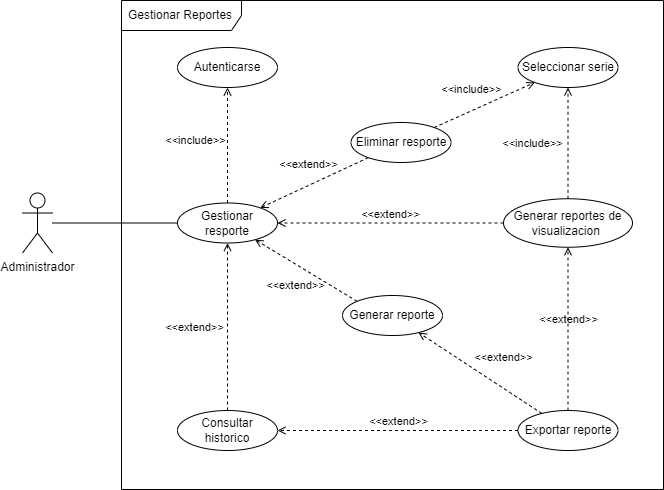 Gestionar Reportes
Autenticarse
Seleccionar serie
<<include>>
<<include>>
Eliminar resporte
<<include>>
<<extend>>
Gestionar
resporte
<<extend>>
Generar reportes de
visualizacion
Administrador
<<extend>>
Generar reporte
<<extend>>
<<extend>>
<<extend>>
Consultar
historico
<<extend>>
Exportar reporte